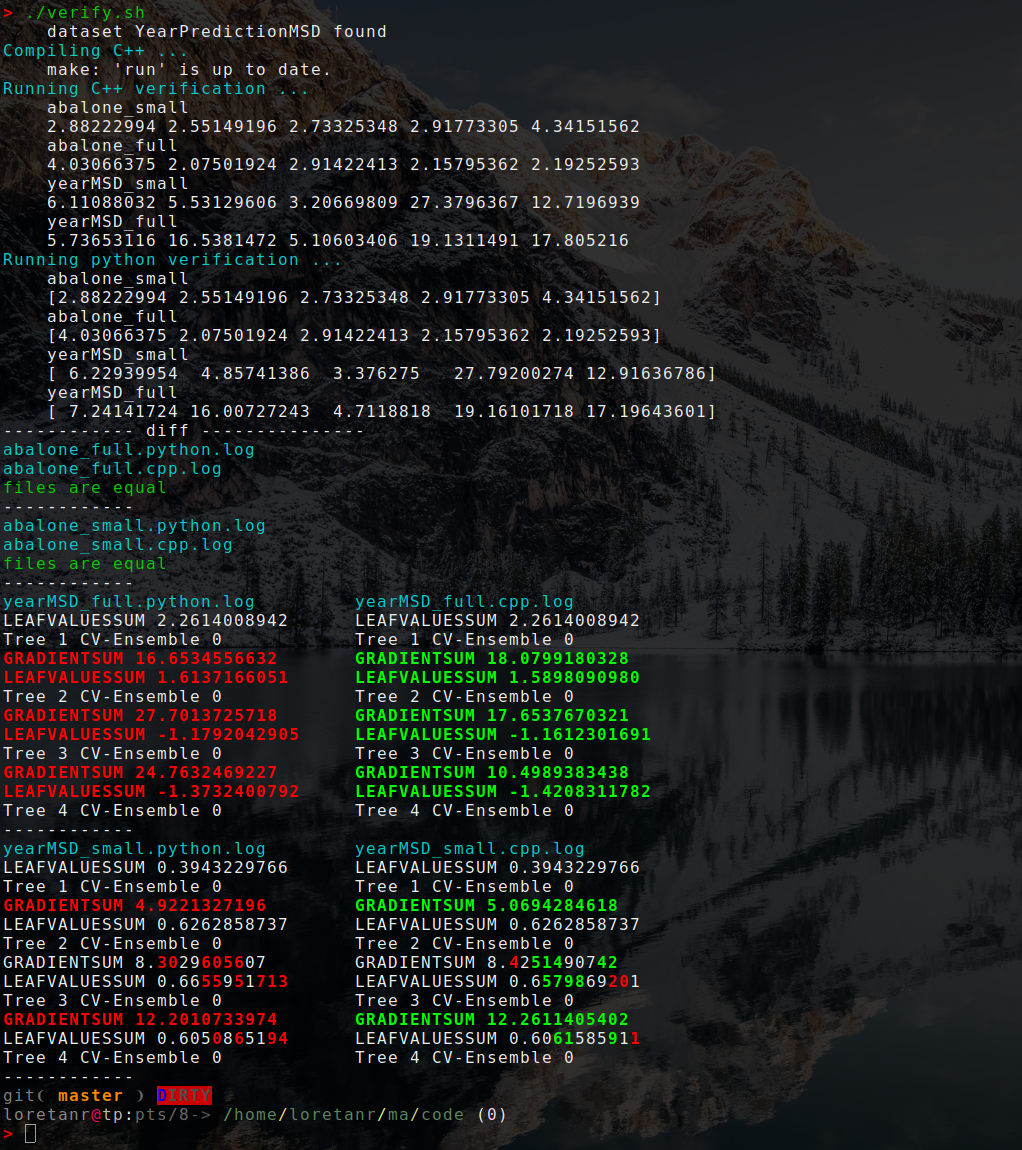 > ./verify.sh
    dataset YearPredictionMSD found
Compiling C++ ...
    make: 'run' is up to date.
Running C++ verification ...
    abalone_small
    2.88222994 2.55149196 2.73325348 2.91773305 4.34151562
    abalone_full
    4.03066375 2.07501924 2.91422413 2.15795362 2.19252593
    yearMSD_small
    6.11088032 5.53129606 3.20669809 27.3796367 12.7196939
    yearMSD_full
    5.73653116 16.5381472 5.10603406 19.1311491 17.805216
Running python verification ...
    abalone_small
    [2.88222994 2.55149196 2.73325348 2.91773305 4.34151562]
    abalone_full
    [4.03066375 2.07501924 2.91422413 2.15795362 2.19252593]
    yearMSD_small
    [ 6.22939954  4.85741386  3.376275   27.79200274 12.91636786]
    yearMSD_full
    [ 7.24141724 16.00727243  4.7118818  19.16101718 17.19643601]
------------ diff ---------------
abalone_full.python.log
abalone_full.cpp.log
files are equal
------------
abalone_small.python.log
abalone_small.cpp.log
files are equal
------------
yearMSD_full.python.log         yearMSD_full.cpp.log
LEAFVALUESSUM 2.2614008942      LEAFVALUESSUM 2.2614008942
Tree 1 CV-Ensemble 0            Tree 1 CV-Ensemble 0
GRADIENTSUM 16.6534556632       GRADIENTSUM 18.0799180328
LEAFVALUESSUM 1.6137166051      LEAFVALUESSUM 1.5898090980
Tree 2 CV-Ensemble 0            Tree 2 CV-Ensemble 0
GRADIENTSUM 27.7013725718       GRADIENTSUM 17.6537670321
LEAFVALUESSUM -1.1792042905     LEAFVALUESSUM -1.1612301691
Tree 3 CV-Ensemble 0            Tree 3 CV-Ensemble 0
GRADIENTSUM 24.7632469227       GRADIENTSUM 10.4989383438
LEAFVALUESSUM -1.3732400792     LEAFVALUESSUM -1.4208311782
Tree 4 CV-Ensemble 0            Tree 4 CV-Ensemble 0
------------
yearMSD_small.python.log        yearMSD_small.cpp.log
LEAFVALUESSUM 0.3943229766      LEAFVALUESSUM 0.3943229766
Tree 1 CV-Ensemble 0            Tree 1 CV-Ensemble 0
GRADIENTSUM 4.9221327196        GRADIENTSUM 5.0694284618
LEAFVALUESSUM 0.6262858737      LEAFVALUESSUM 0.6262858737
Tree 2 CV-Ensemble 0            Tree 2 CV-Ensemble 0
GRADIENTSUM 8.3029605607        GRADIENTSUM 8.4251490742
LEAFVALUESSUM 0.6655951713      LEAFVALUESSUM 0.6579869201
Tree 3 CV-Ensemble 0            Tree 3 CV-Ensemble 0
GRADIENTSUM 12.2010733974       GRADIENTSUM 12.2611405402
LEAFVALUESSUM 0.6050865194      LEAFVALUESSUM 0.6061585911
Tree 4 CV-Ensemble 0            Tree 4 CV-Ensemble 0
------------
git( master ) DIRTY
loretanr@tp:pts/8-> /home/loretanr/ma/code (0)
>